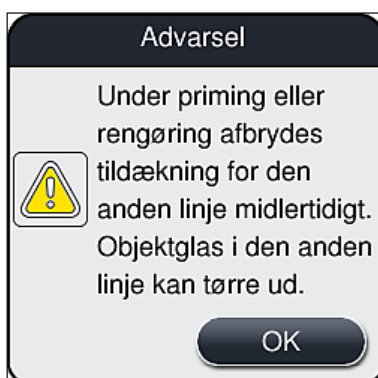 Advarsel
Under priming eller
rengøring afbrydes
tildækning for den
anden linje midlertidigt.
Objektglas i den anden
linje kan tørre ud.
OK